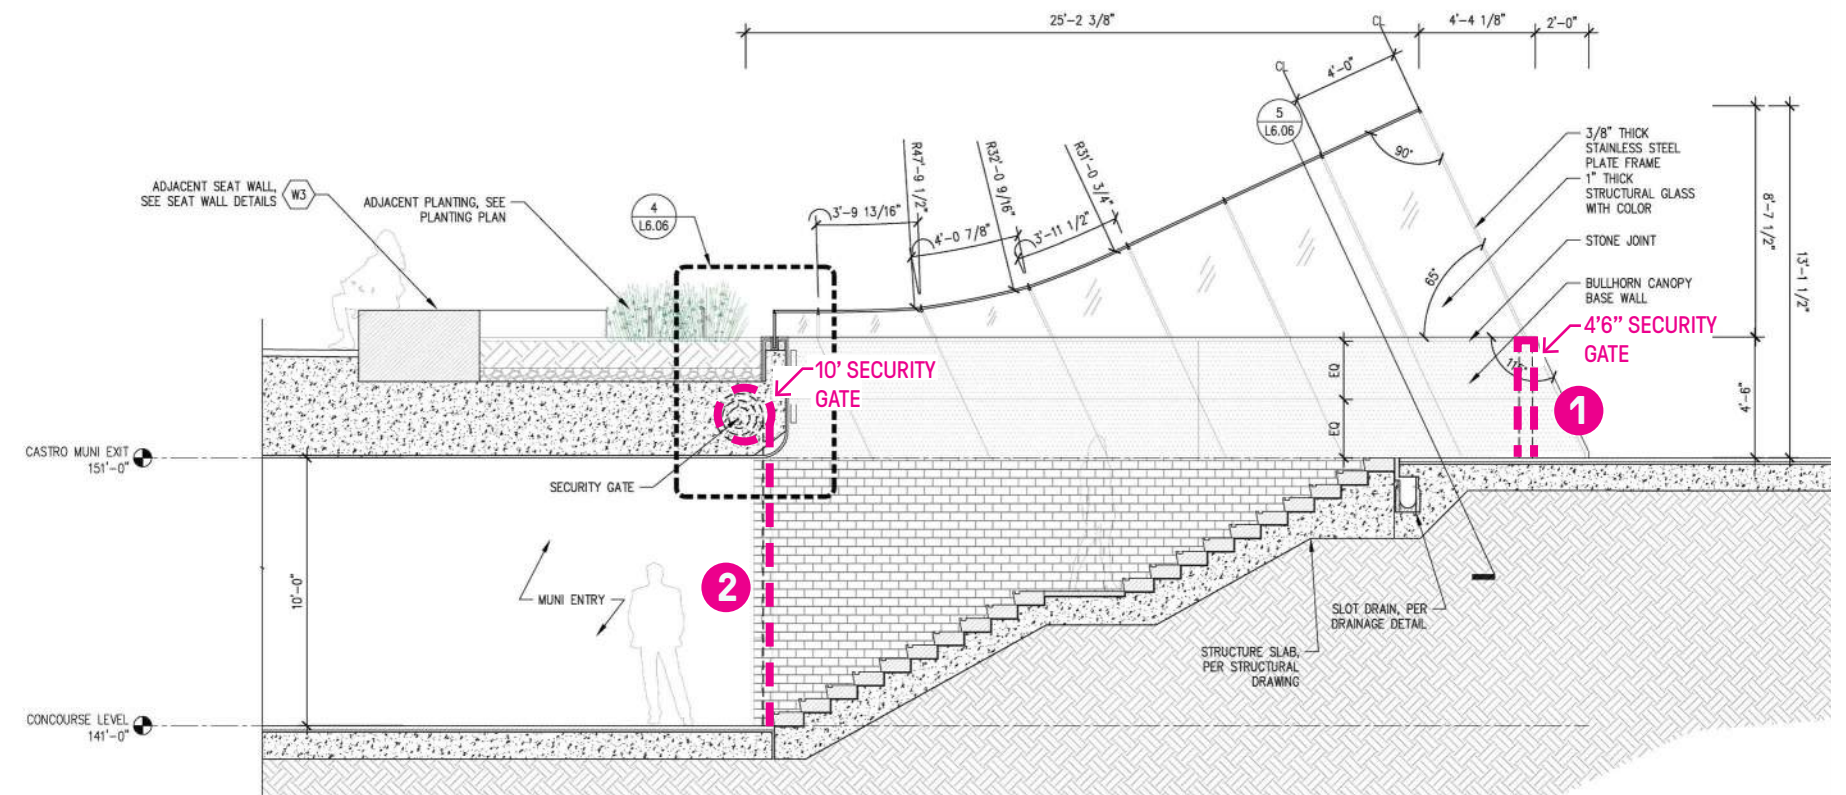 25'-2 3/8"
4'-4 1/8"
2'-0"
CL
CL
4'-0"
5
L6.06
90°
3/8" THICK
STAINLESS STEEL
PLATE FRAME
1" THICK
STRUCTURAL GLASS
WITH COLOR
STONE JOINT
BULLHORN CANOPY
BASE WALL
8'-7 1/2"
13'-1 1/2"
4'-6"
R47'-9 1/2"
R32'-0 9/16"
R31'-0 3/4"
3'-9 13/16"
4'-0 7/8"
3'-11 1/2"
65°
ADJACENT SEAT WALL,
SEE SEAT WALL DETAILS
W3
ADJACENT PLANTING, SEE
PLANTING PLAN
4
L6.06
10' SECURITY
GATE
4'6" SECURITY
GATE
1
EQ
EQ
CASTRO MUNI EXIT
151'-0"
SECURITY GATE
2
10'-0"
MUNI ENTRY
SLOT DRAIN, PER
DRAINAGE DETAIL
STRUCTURE SLAB,
PER STRUCTURAL
DRAWING
CONCOURSE LEVEL
141'-0"